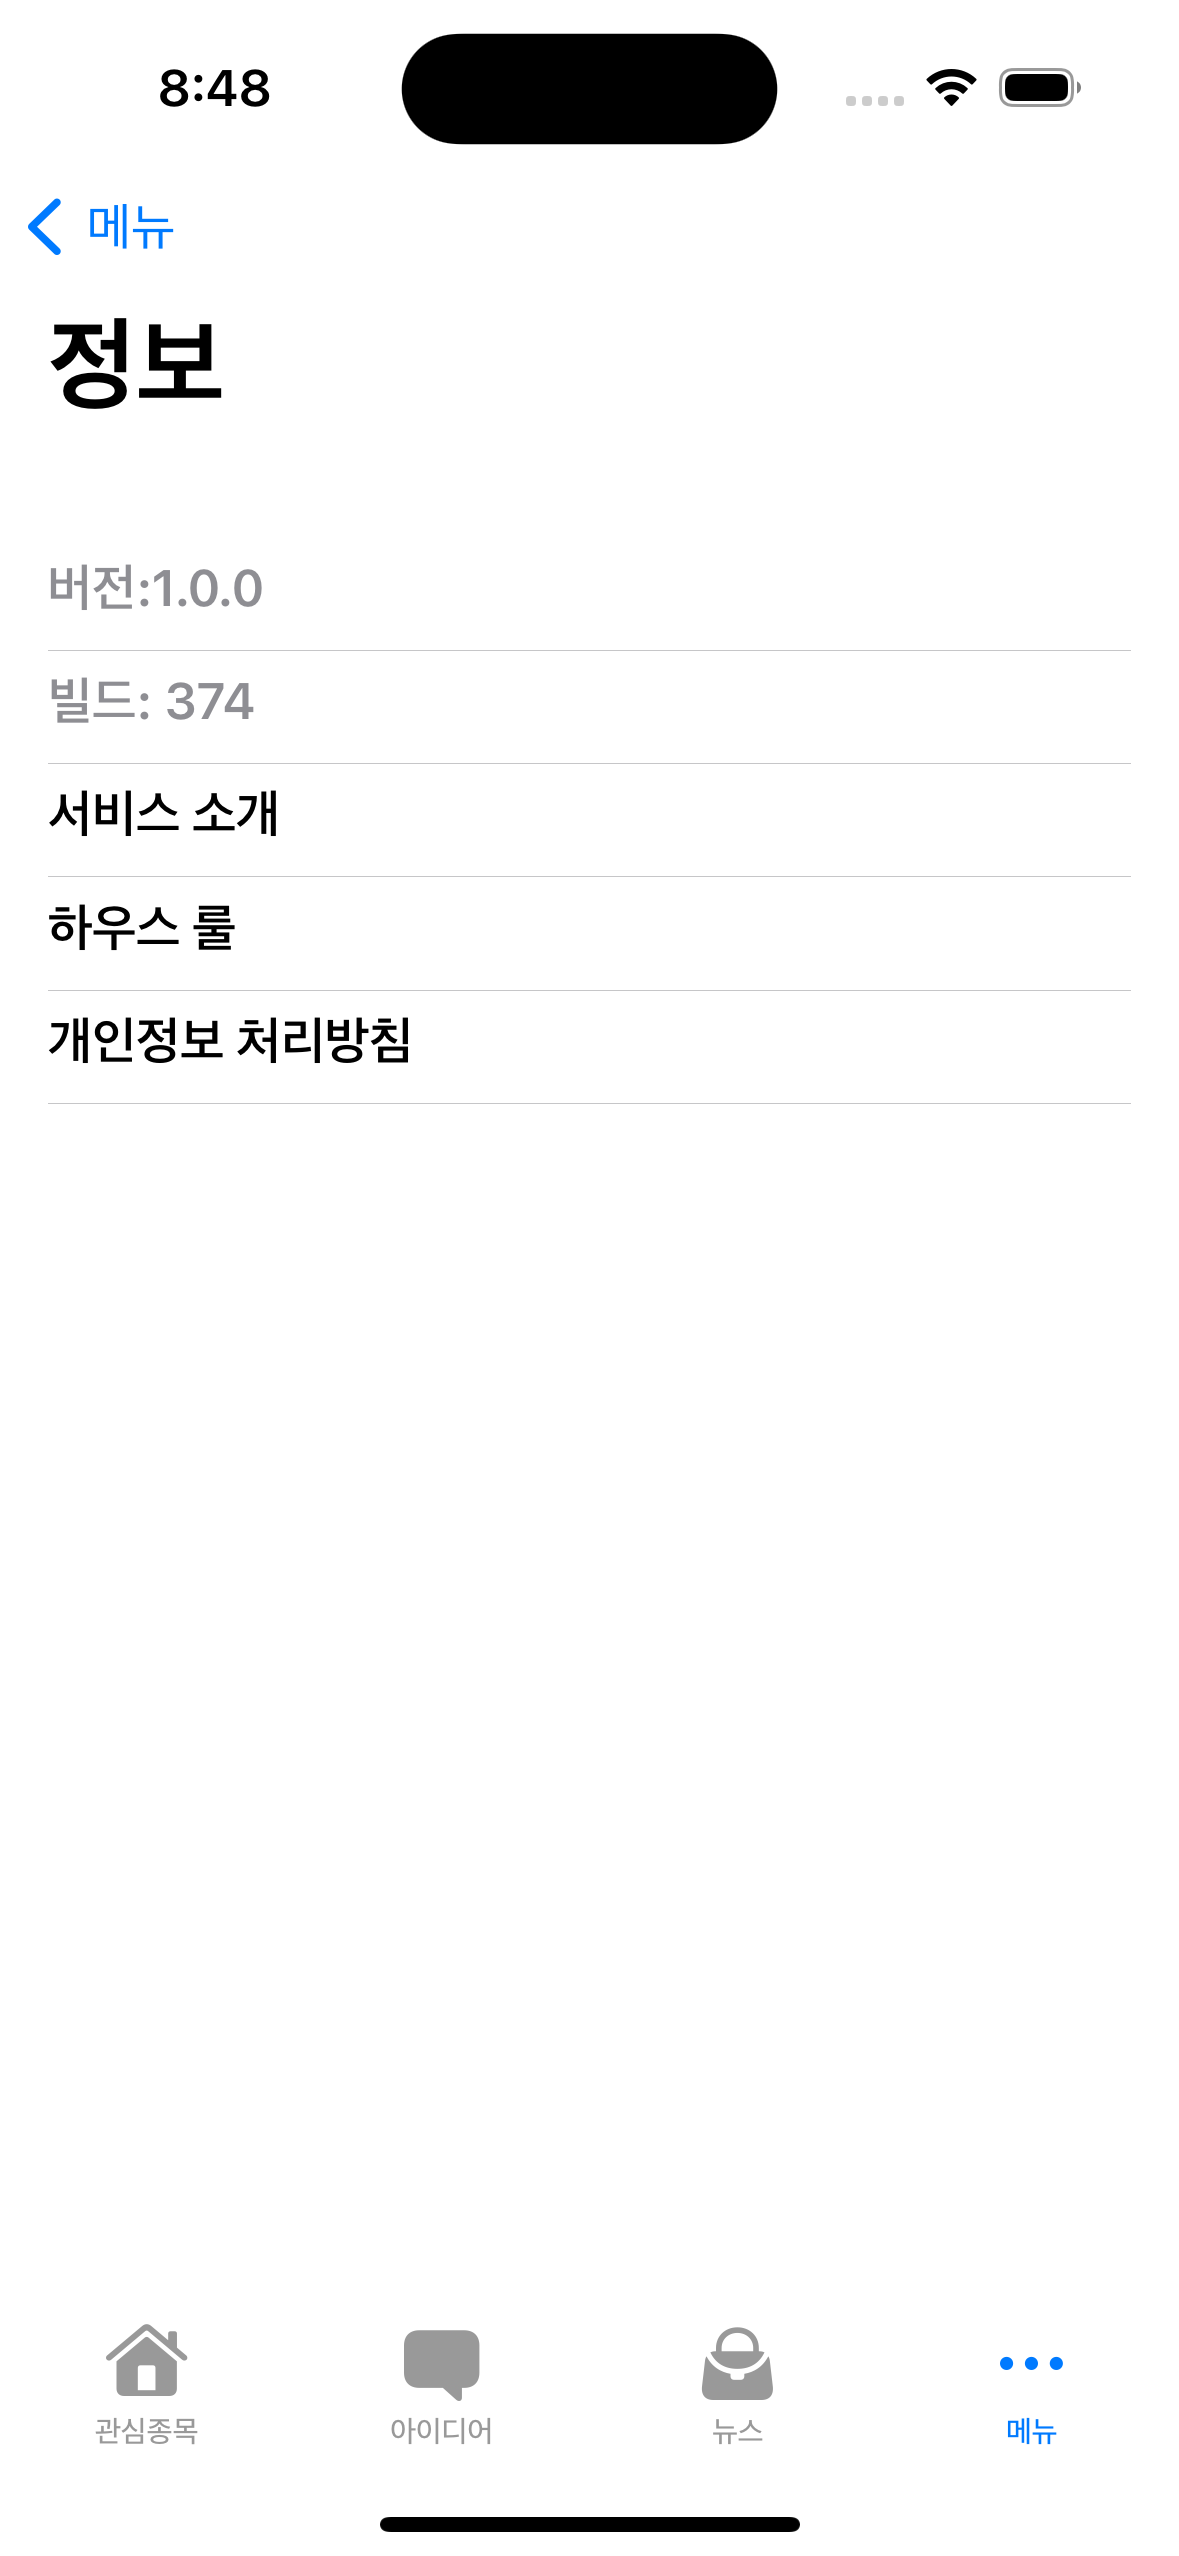 8:48
메뉴
정보
버전:1.0.0
빌드: 374
서비스 소개
하우스 룰
개인정보 처리방침
관심종목
아이디어
뉴스
메뉴